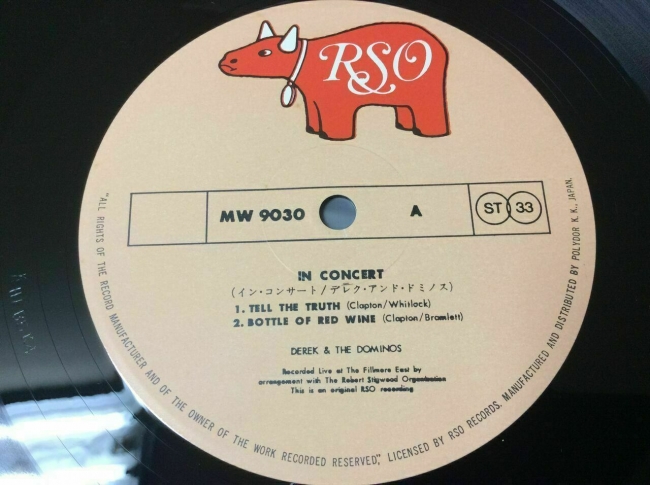 RSO
MW 9030
A
ST 33
IN CONCERT
(イン・コンサート/デレク・アンド・ドミノス)
1. TELL THE TRUTH (Clapton/Whitlock)
2. BOTTLE OF RED WINE (Clapton/Bramlett)
DEREK & THE DOMINOS
Recorded Live at The Fillmore East by
arrangement with The Robert Stigwood Organisation
This is an original RSO recording
"ALL RIGHTS OF THE RECORD MANUFACTURER AND OF THE OWNER OF THE WORK RECORDED RESERVED," LICENSED BY RSO RECORDS. MANUFACTURED AND DISTRIBUTED BY POLYDOR K. K., JAPAN.